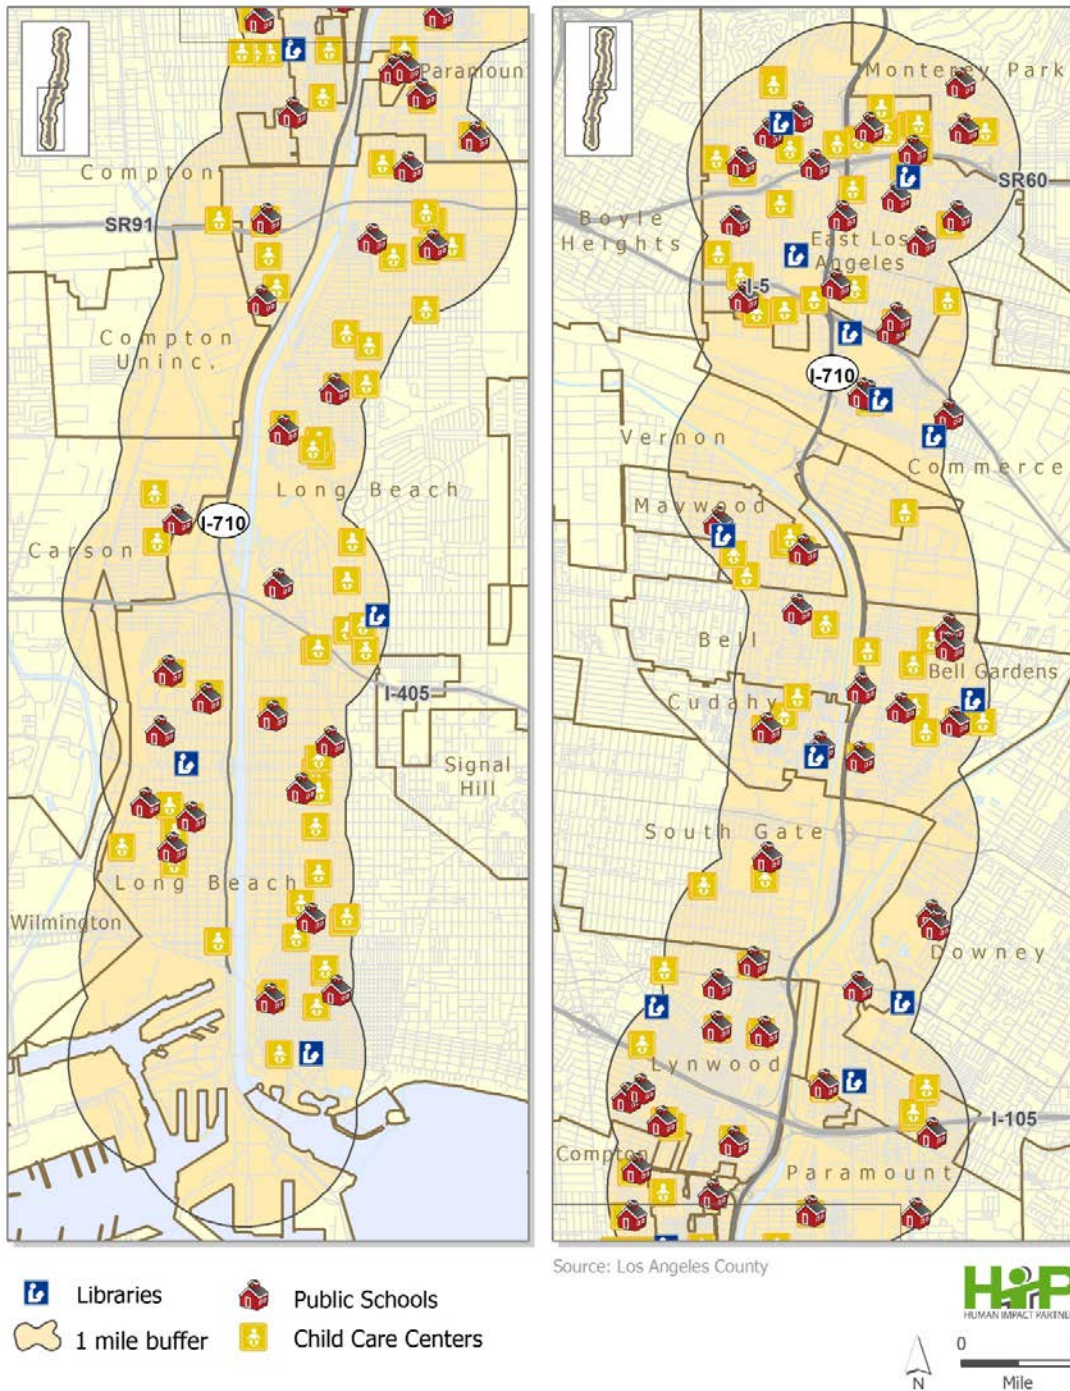 Paramoun
Compton
SR91
Compton
Uninc.
Long Beach
I-710
Carson
I-405
Signal
Hill
Long Beach
Wilmington
Monterey Park
SR60
Boyle
Heights
East Los
Angeles
I-5
I-710
Vernon
Commerce
Maywood
Bell
Bell Gardens
Cudahy
South Gate
Downey
Lynwood
I-105
Compton
Paramount
Source: Los Angeles County
Libraries
Public Schools
1 mile buffer
Child Care Centers
HiP
HUMAN IMPACT PARTNE
N
0
Mile